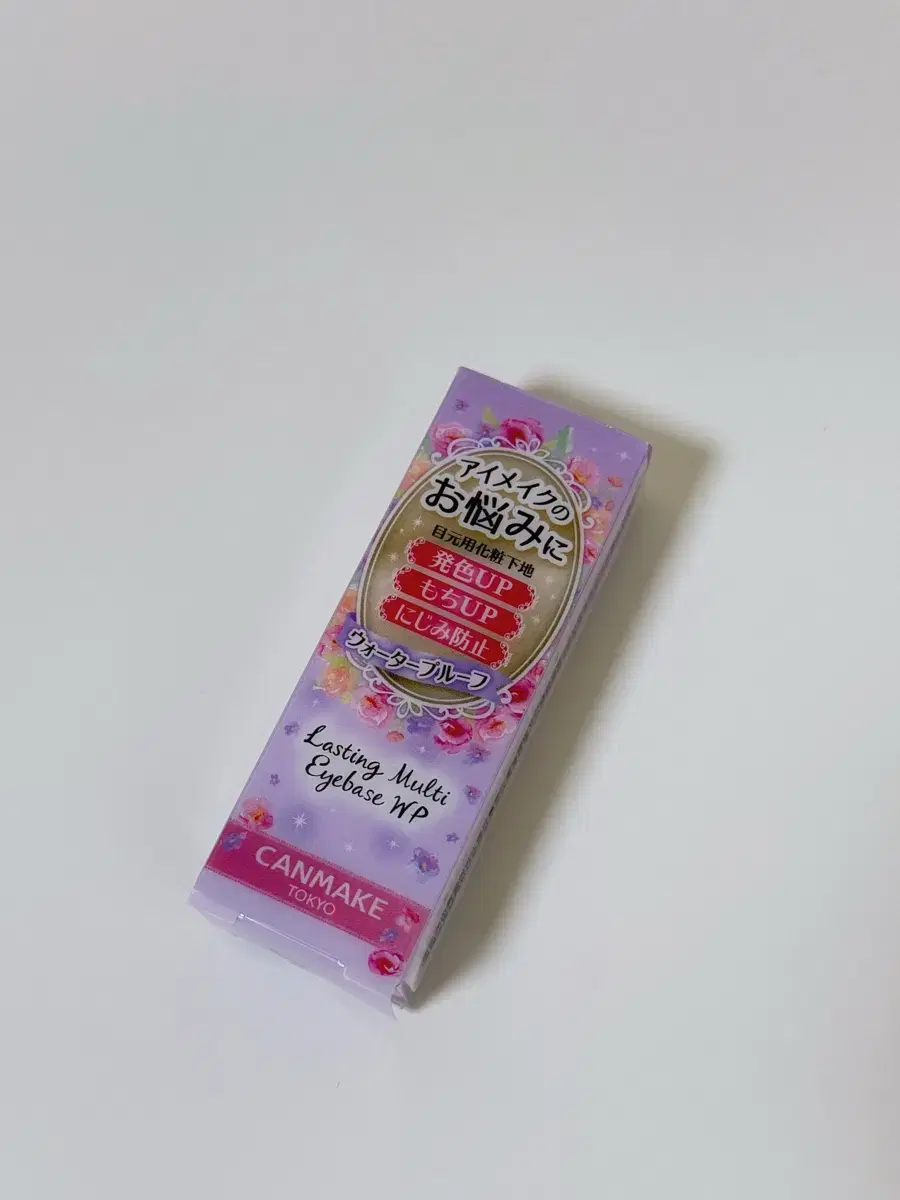 アイメイクの
お悩みに
目元用化粧下地
発色UP
もちUP
にじみ防止
ウォータープルーフ
Lasting Multi
Eyebase WP
CANMAKE
TOKYO